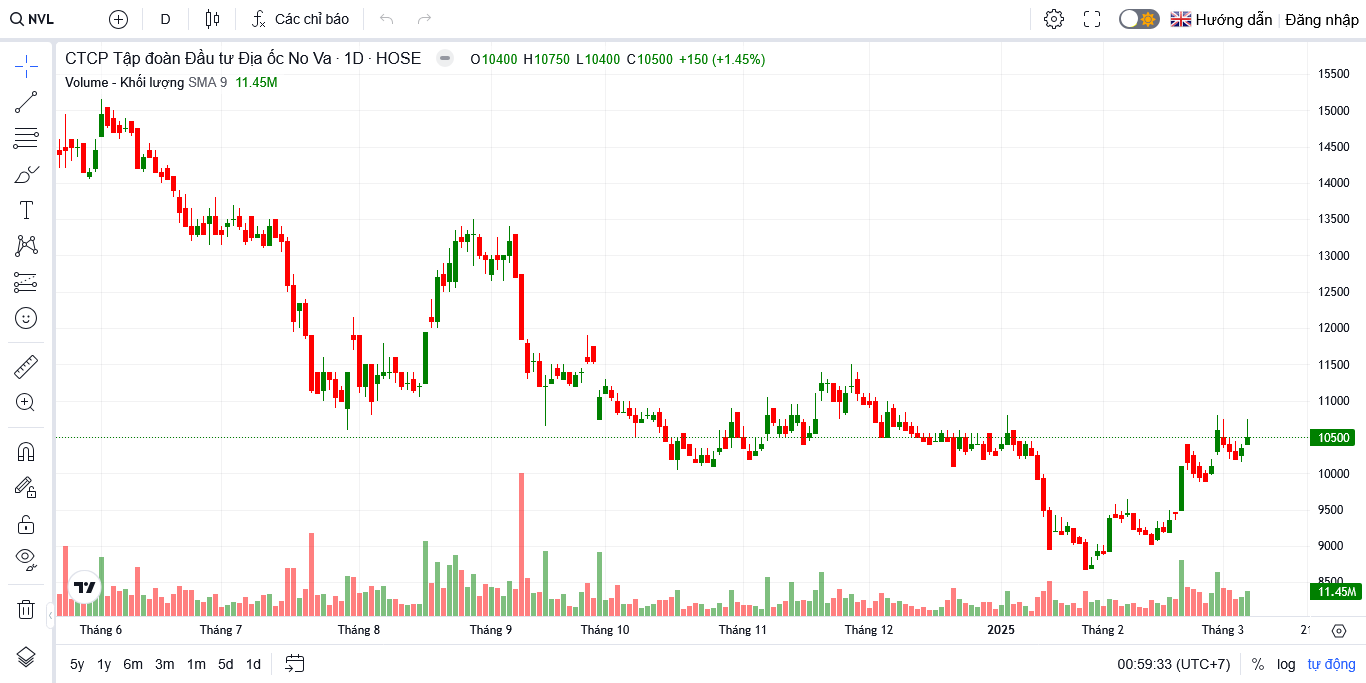 NVL D Các chỉ báo Hướng dẫn Đăng nhập
CTCP Tập đoàn Đầu tư Địa ốc No Va · 1D · HOSE O10400 H10750 L10400 C10500 +150 (+1.45%)
Volume - Khối lượng SMA 9 11.45M
15500
15000
14500
14000
13500
13000
12500
12000
11500
11000
10500
10000
9500
9000
8500
11.45M
Tháng 6 Tháng 7 Tháng 8 Tháng 9 Tháng 10 Tháng 11 Tháng 12 2025 Tháng 2 Tháng 3
5y 1y 6m 3m 1m 5d 1d 00:59:33 (UTC+7) % log tự động